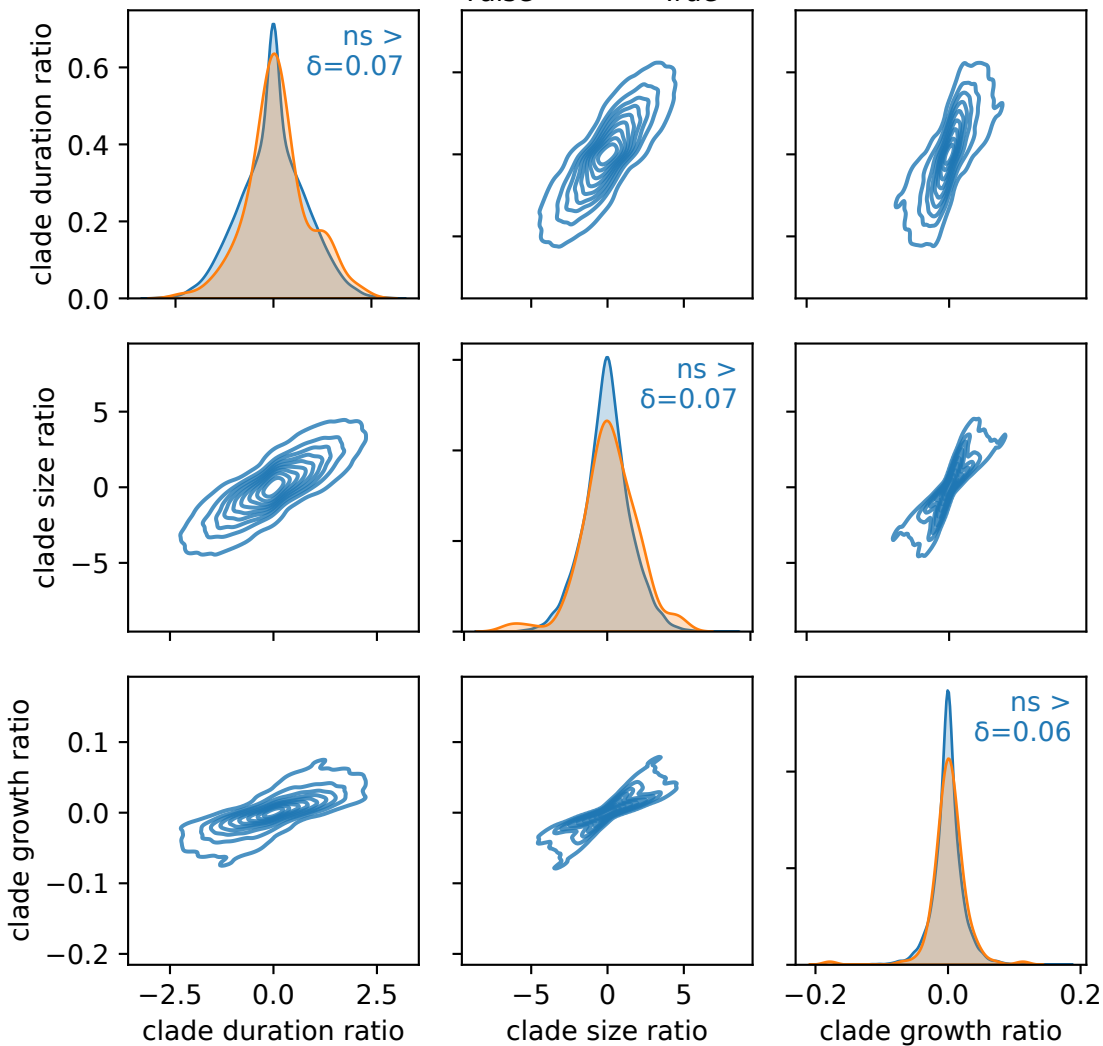 clade duration ratio
0.6
0.4
0.2
0.0
ns >
δ=0.07
clade size ratio
5
0
−5
ns >
δ=0.07
clade growth ratio
0.1
0.0
−0.1
−0.2
ns >
δ=0.06
−2.5 0.0 2.5
−5 0 5
−0.2 0.0 0.2
clade duration ratio
clade size ratio
clade growth ratio